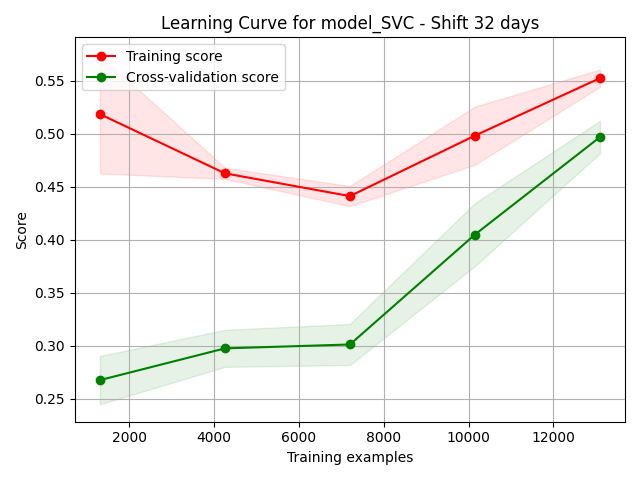 Learning Curve for model_SVC - Shift 32 days
Training score
Cross-validation score
0.55
0.50
0.45
0.40
0.35
0.30
0.25
Score
2000 4000 6000 8000 10000 12000
Training examples